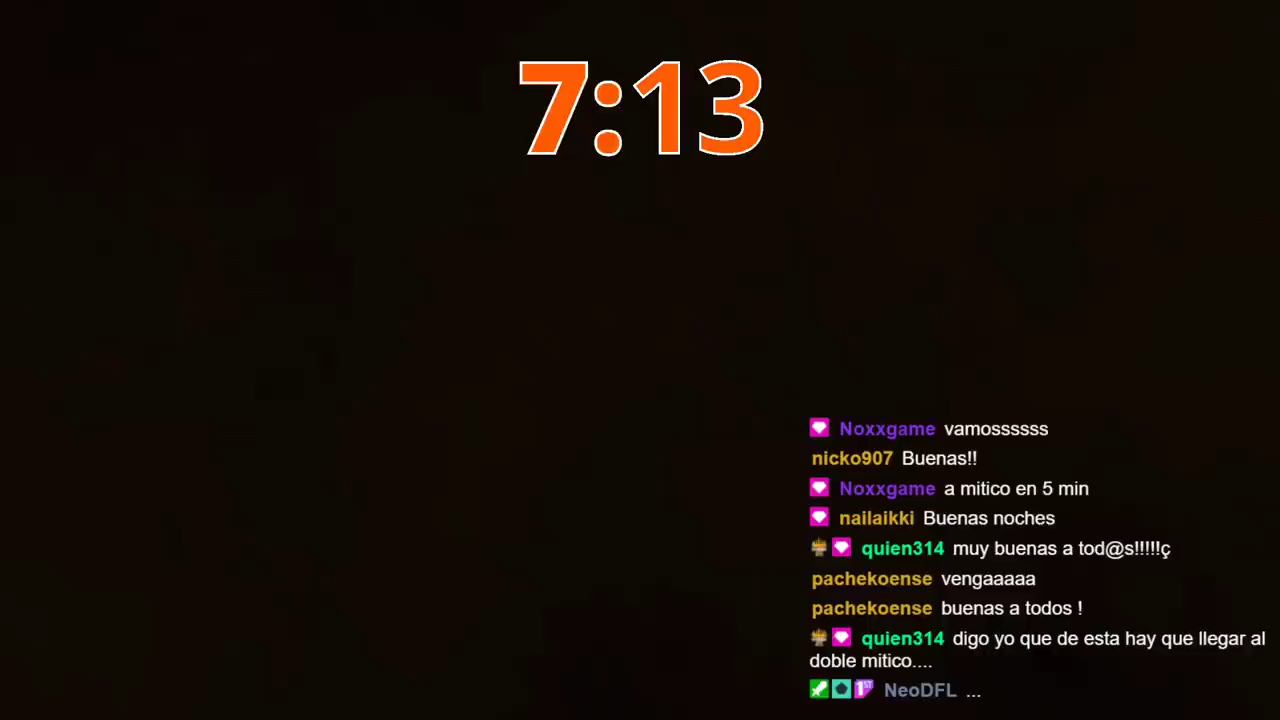 7:13
Noxxgame vamossssss
nicko907 Buenas!!
Noxxgame a mitico en 5 min
nailaikki Buenas noches
quien314 muy buenas a tod@s!!!!!ç
pachekoense vengaaaaa
pachekoense buenas a todos !
quien314 digo yo que de esta hay que llegar al
doble mitico....
1ST NeoDFL ...